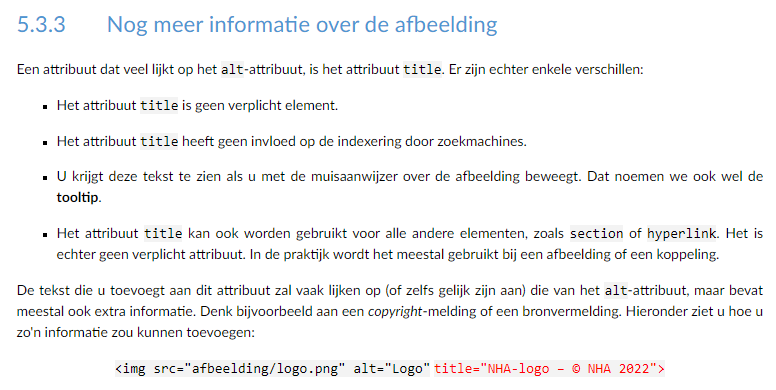 5.3.3 Nog meer informatie over de afbeelding
Een attribuut dat veel lijkt op het alt-attribuut, is het attribuut title. Er zijn echter enkele verschillen:
▪ Het attribuut title is geen verplicht element.
▪ Het attribuut title heeft geen invloed op de indexering door zoekmachines.
▪ U krijgt deze tekst te zien als u met de muisaanwijzer over de afbeelding beweegt. Dat noemen we ook wel de
tooltip.
▪ Het attribuut title kan ook worden gebruikt voor alle andere elementen, zoals section of hyperlink. Het is
echter geen verplicht attribuut. In de praktijk wordt het meestal gebruikt bij een afbeelding of een koppeling.
De tekst die u toevoegt aan dit attribuut zal vaak lijken op (of zelfs gelijk zijn aan) die van het alt-attribuut, maar bevat
meestal ook extra informatie. Denk bijvoorbeeld aan een copyright-melding of een bronvermelding. Hieronder ziet u hoe u
zo'n informatie zou kunnen toevoegen:
<img src="afbeelding/logo.png" alt="Logo" title="NHA-logo – © NHA 2022">